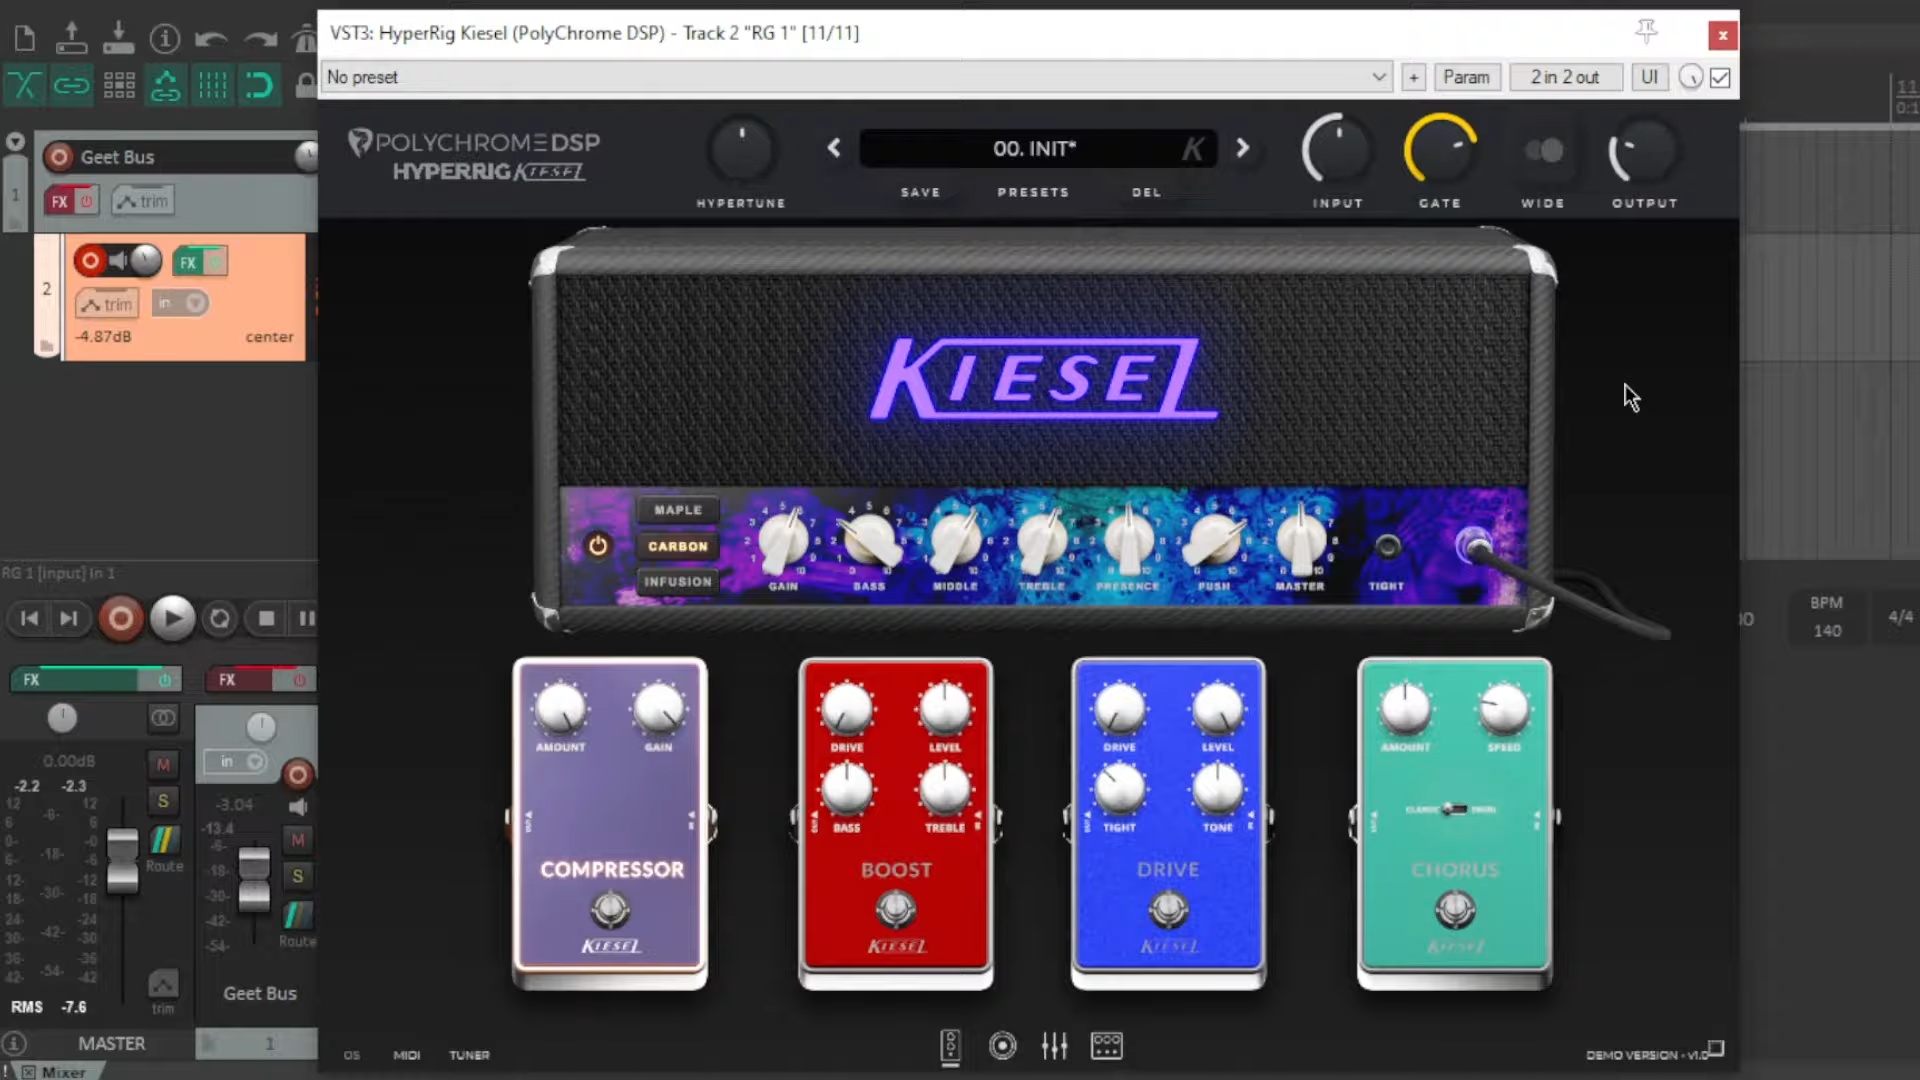 VST3: HyperRig Kiesel (PolyChrome DSP) - Track 2 "RG 1" [11/11]
No preset
+
Param
2 in 2 out
UI
POLYCHROME DSP
HYPERRIG KIESEL
HYPERTUNE
00. INIT*
K
SAVE
PRESETS
DEL
INPUT
GATE
WIDE
OUTPUT
1
Geet Bus
FX
trim
2
FX
trim
in
-4.87dB
center
KIESEL
MAPLE
CARBON
INFUSION
GAIN
BASS
MIDDLE
TREBLE
PRESENCE
PUSH
MASTER
TIGHT
RG 1 [input] in 1
BPM
140
4/4
FX
FX
0.00dB
-2.2 -2.3
M
S
Route
RMS -7.6
trim
MASTER
in
-3.04
-13.4
M
S
Route
Geet Bus
1
Mixer
AMOUNT
GAIN
COMPRESSOR
KIESEL
DRIVE
LEVEL
BASS
TREBLE
BOOST
KIESEL
DRIVE
LEVEL
TIGHT
TONE
DRIVE
KIESEL
AMOUNT
SPEED
CLASSIC
CHORUS
KIESEL
OS
MIDI
TUNER
DEMO VERSION - V1.0